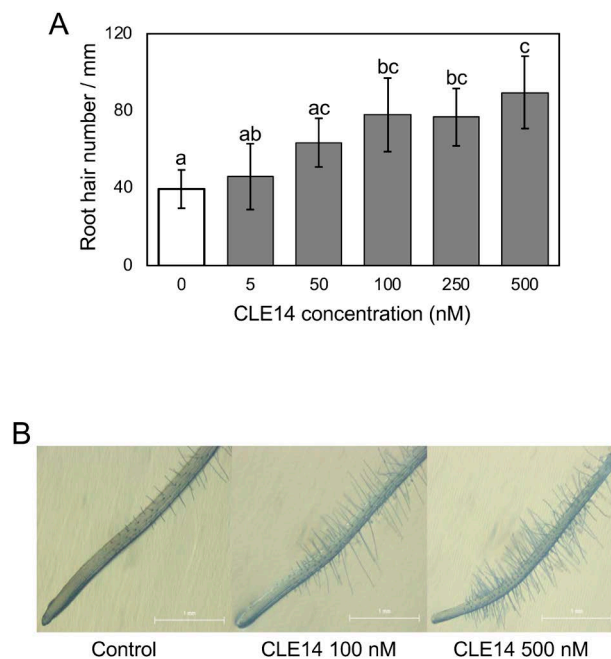 A
Root hair number / mm
120
80
40
0
a
ab
ac
bc
bc
c
0 5 50 100 250 500
CLE14 concentration (nM)
B
1 mm
1 mm
1 mm
Control CLE14 100 nM CLE14 500 nM